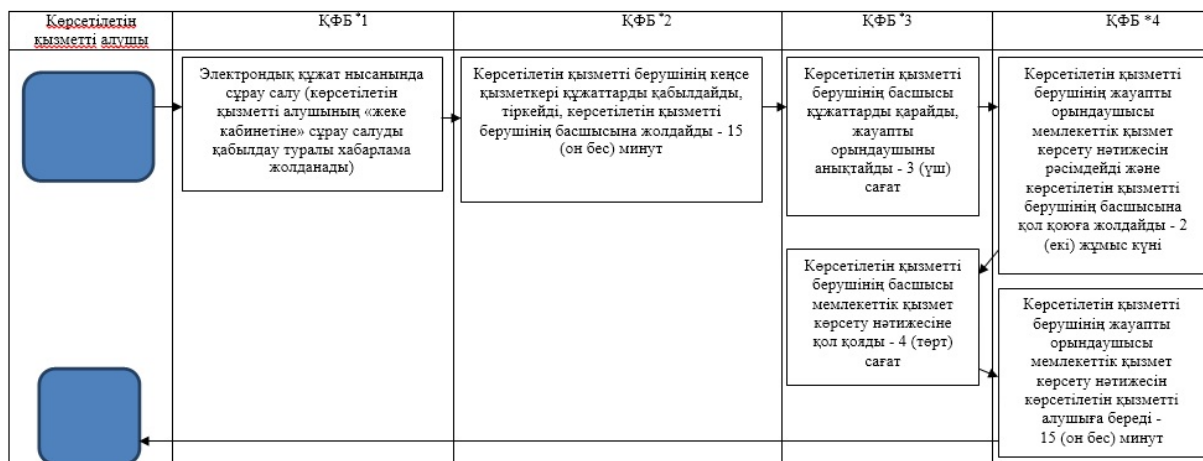 Көрсетілетін
қызметті алушы
ҚФБ *1
ҚФБ *2
ҚФБ *3
ҚФБ *4
Электрондық құжат нысанында
сұрау салу (көрсетілетін
қызметті алушының «жеке
кабинетіне» сұрау салуды
қабылдау туралы хабарлама
жолданады)
Көрсетілетін қызметті берушінің кеңсе
қызметкері құжаттарды қабылдайды,
тіркейді, көрсетілетін қызметті
берушінің басшысына жолдайды - 15
(он бес) минут
Көрсетілетін қызметті
берушінің басшысы
құжаттарды қарайды,
жауапты
орындаушыны
анықтайды - 3 (үш)
сағат
Көрсетілетін қызметті
берушінің жауапты
орындаушысы
мемлекеттік қызмет
көрсету нәтижесін
рәсімдейді және
көрсетілетін қызметті
берушінің басшысына
қол қоюға жолдайды - 2
(екі) жұмыс күні
Көрсетілетін қызметті
берушінің басшысы
мемлекеттік қызмет
көрсету нәтижесіне
қол қояды - 4 (төрт)
сағат
Көрсетілетін қызметті
берушінің жауапты
орындаушысы
мемлекеттік қызмет
көрсету нәтижесін
көрсетілетін қызметті
алушыға береді -
15 (он бес) минут